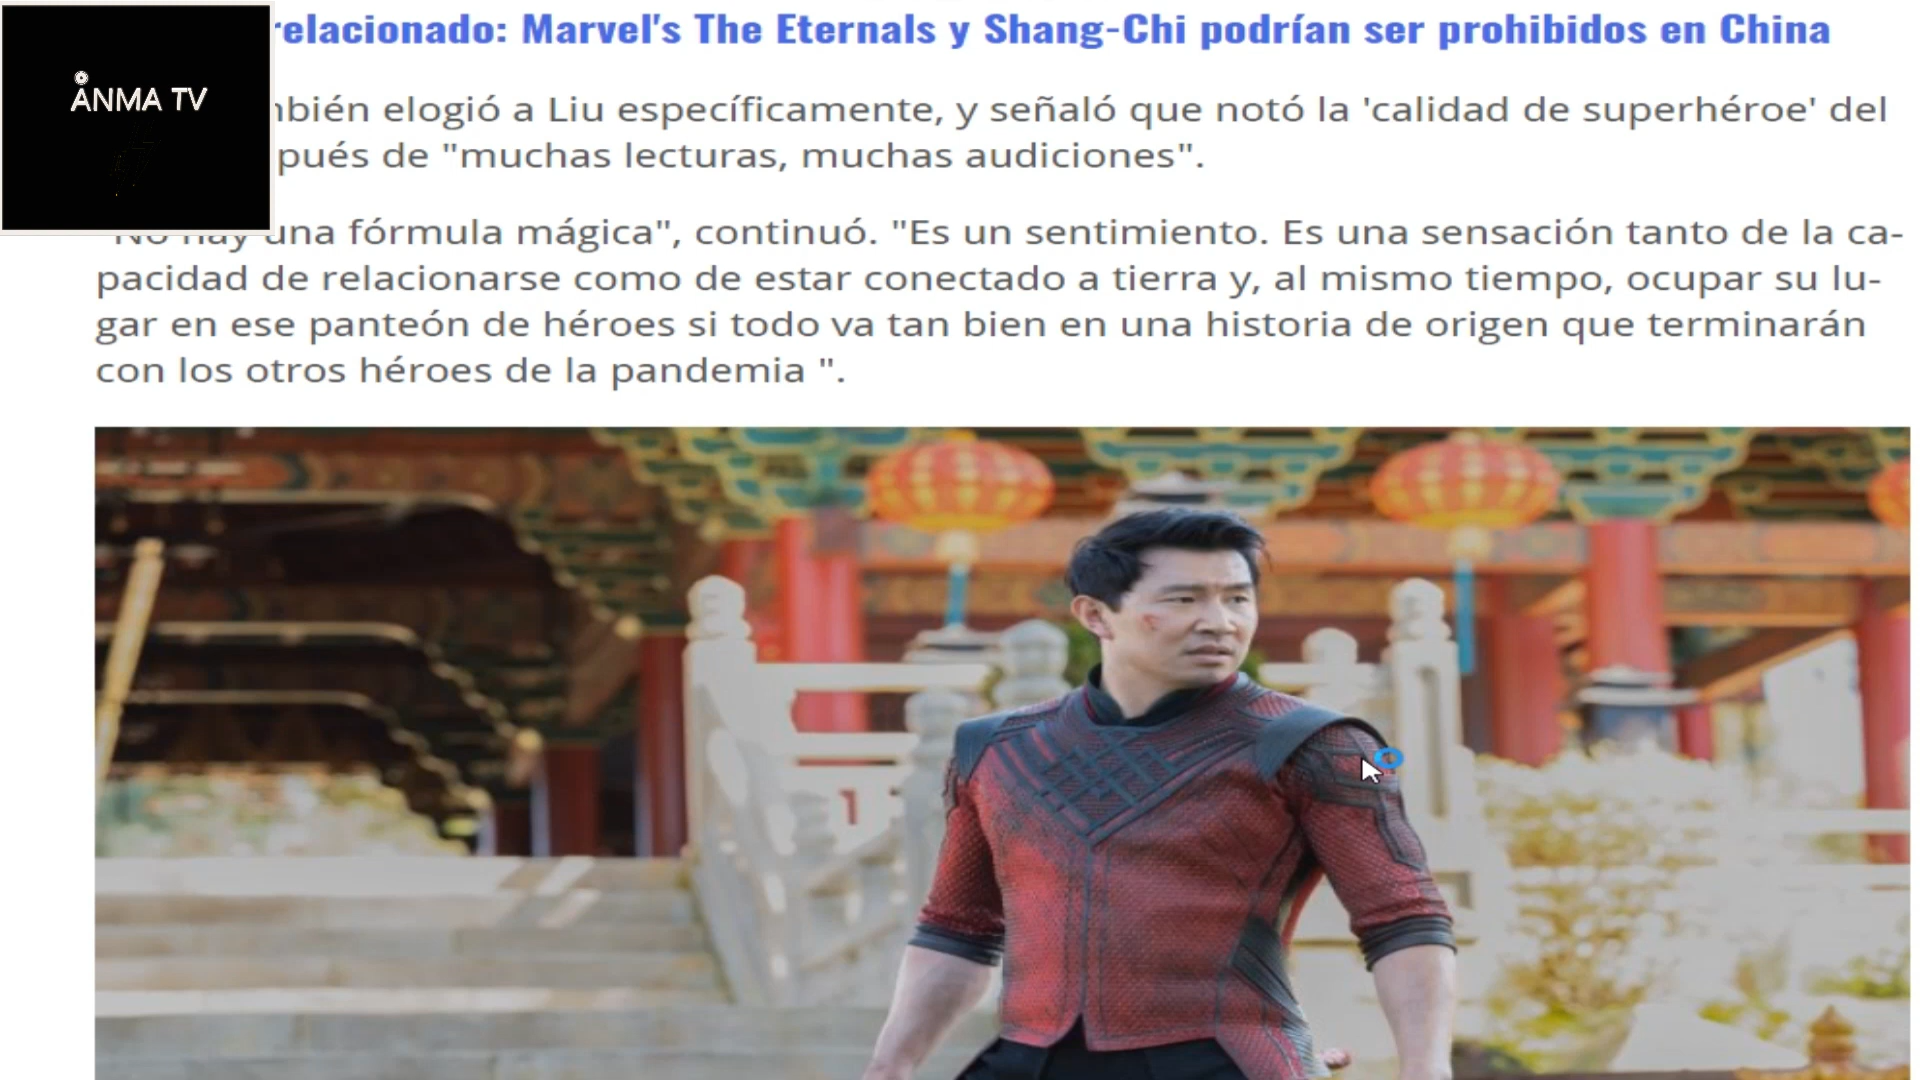 ANMA TV
relacionado: Marvel's The Eternals y Shang-Chi podrían ser prohibidos en China
elogió a Liu específicamente, y señaló que notó la 'calidad de superhéroe' del
de "muchas lecturas, muchas audiciones".
"No hay una fórmula mágica", continuó. "Es un sentimiento. Es una sensación tanto de la ca-
pacidad de relacionarse como de estar conectado a tierra y, al mismo tiempo, ocupar su lu-
gar en ese panteón de héroes si todo va tan bien en una historia de origen que terminarán
con los otros héroes de la pandemia ".